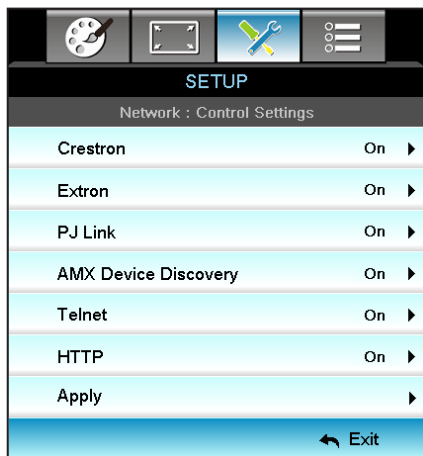 SETUP
Network : Control Settings
Crestron On
Extron On
PJ Link On
AMX Device Discovery On
Telnet On
HTTP On
Apply
Exit